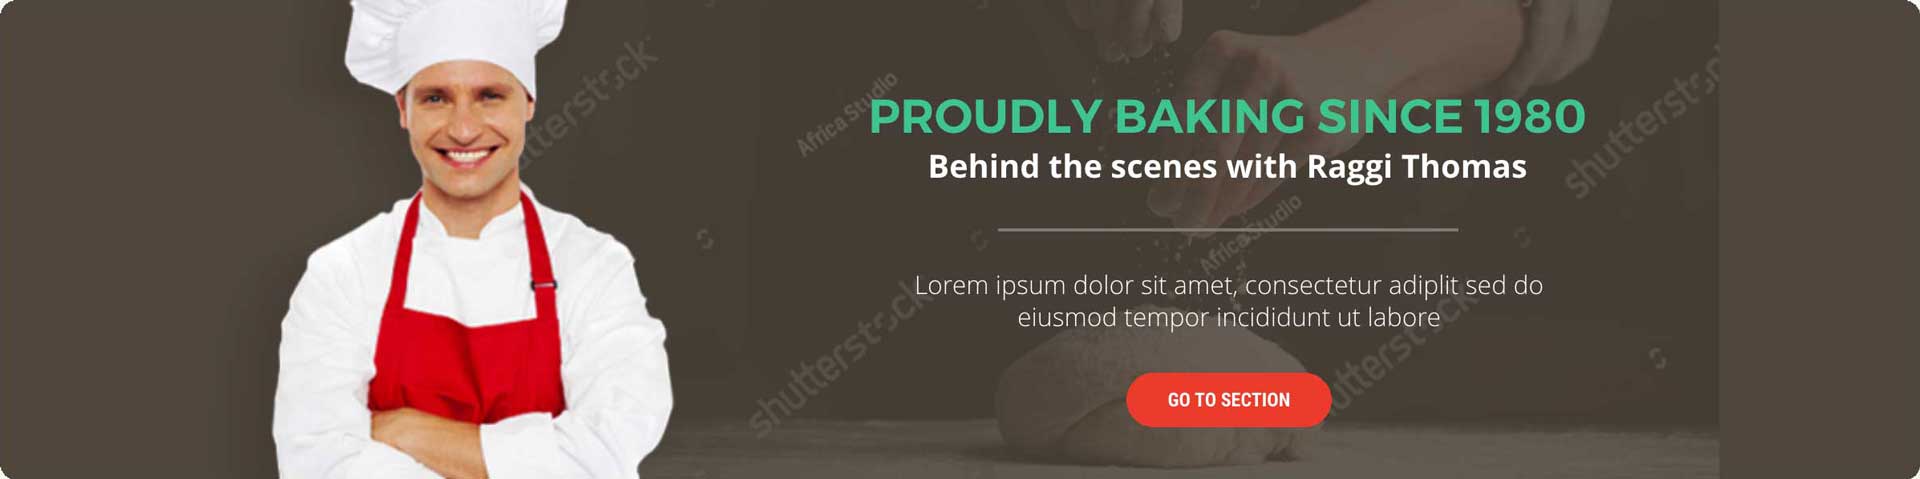 PROUDLY BAKING SINCE 1980
Behind the scenes with Raggi Thomas
Lorem ipsum dolor sit amet, consectetur adiplit sed do
eiusmod tempor incididunt ut labore
GO TO SECTION
shutterstock
Africa Studio
shutterstock
Africa Studio
shutterstock
shutterstock